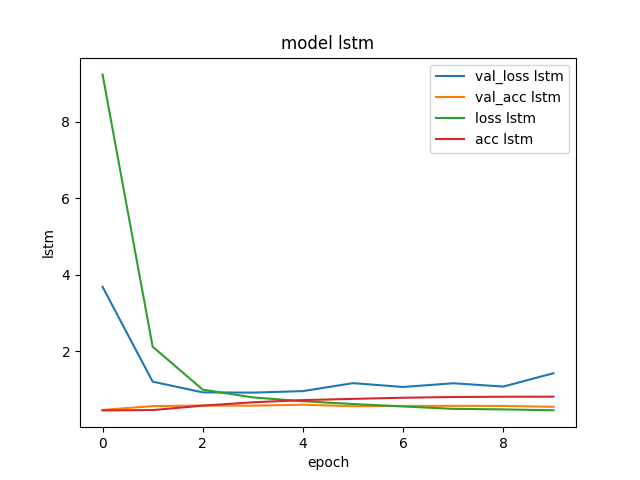 model lstm
val_loss lstm
val_acc lstm
loss lstm
acc lstm
8
6
4
2
lstm
0 2 4 6 8
epoch